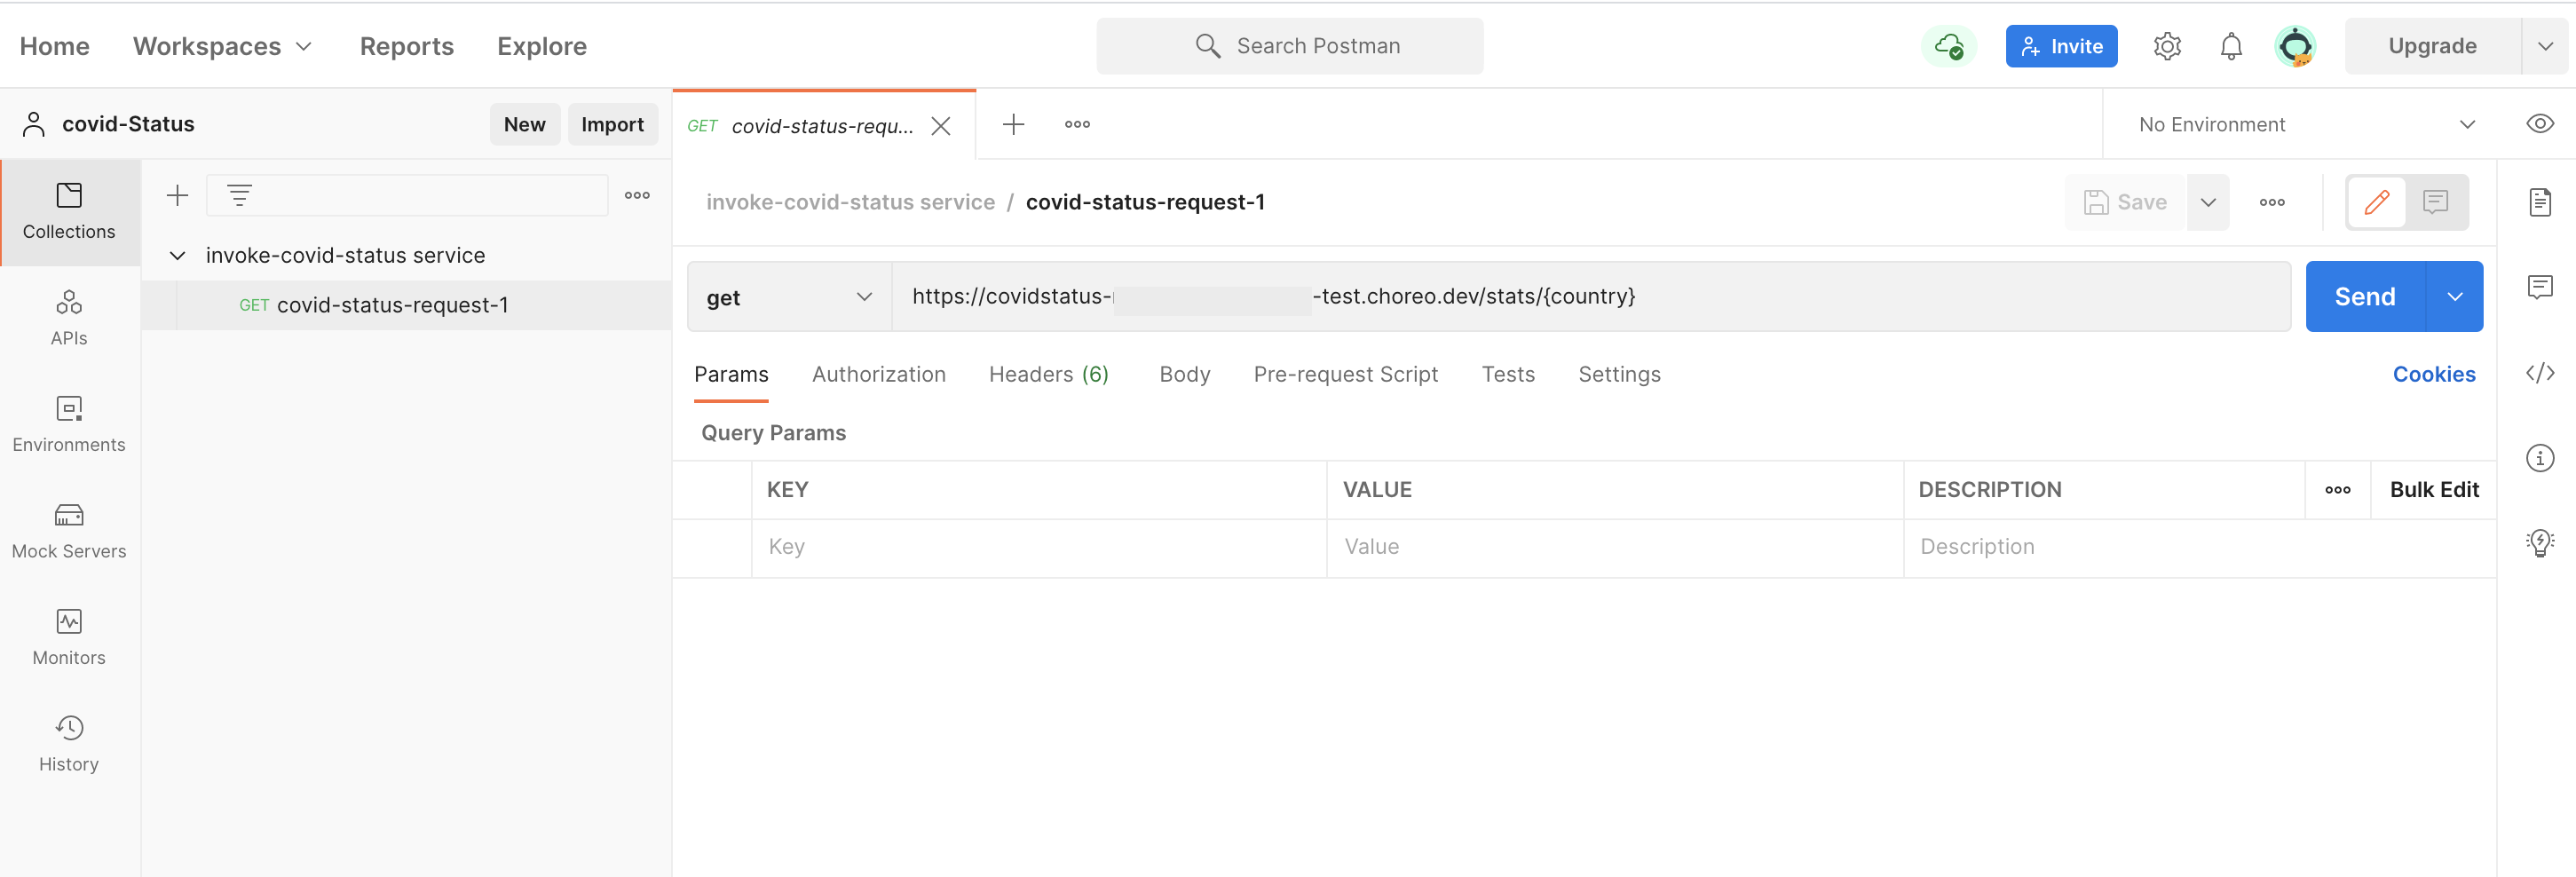 Home Workspaces Reports Explore Search Postman Invite Upgrade
covid-Status New Import GET covid-status-requ... No Environment
Collections
APIs
Environments
Mock Servers
Monitors
History
invoke-covid-status service
GET covid-status-request-1
invoke-covid-status service / covid-status-request-1 Save
get https://covidstatus- -test.choreo.dev/stats/{country} Send
Params Authorization Headers (6) Body Pre-request Script Tests Settings Cookies
Query Params
KEY VALUE DESCRIPTION Bulk Edit
Key Value Description